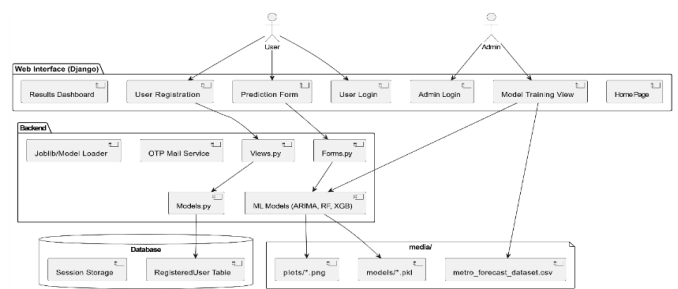 User
Admin
Web Interface (Django)
Results Dashboard
User Registration
Prediction Form
User Login
Admin Login
Model Training View
Home Page
Backend
Joblib/Model Loader
OTP Mail Service
Views.py
Forms.py
Models.py
ML Models (ARIMA, RF, XGB)
Database
Session Storage
RegisteredUser Table
media/
plots/*.png
models/*.pkl
metro_forecast_dataset.csv